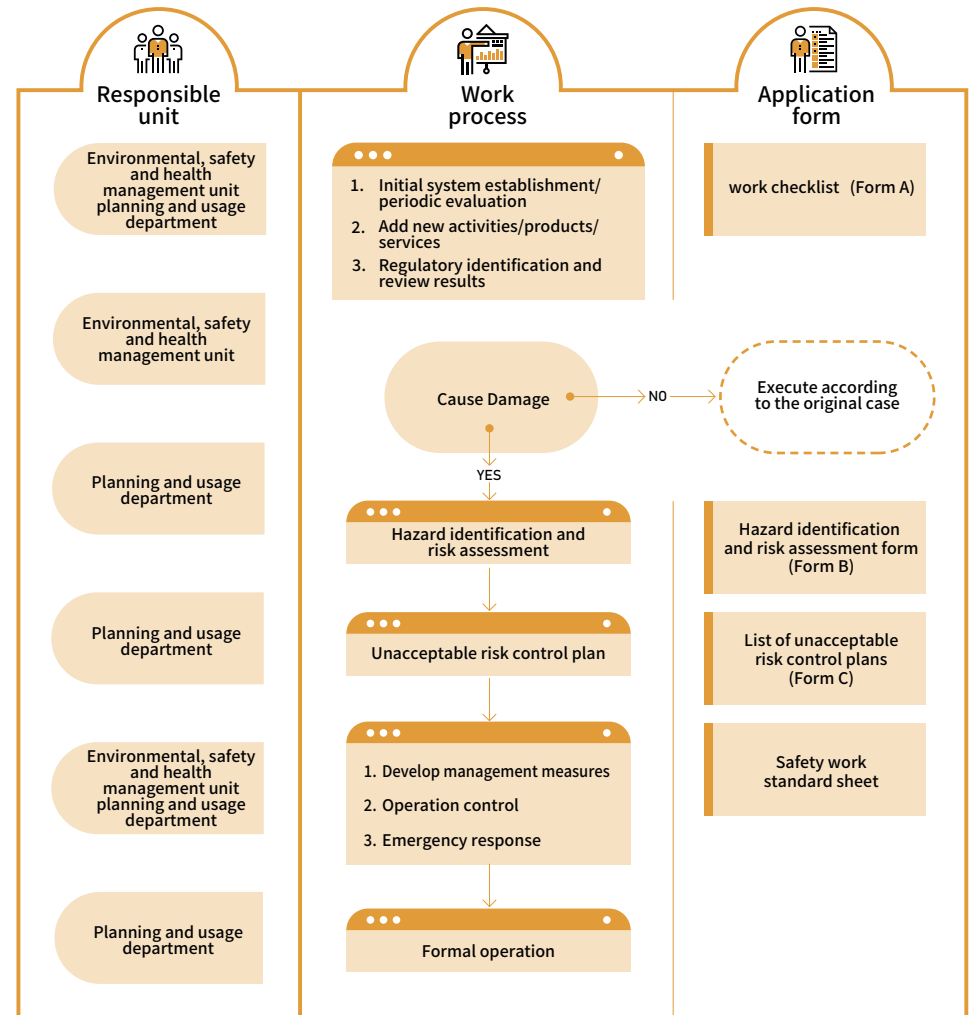 Responsible
unit
Work
process
Application
form
Environmental, safety
and health
management unit
planning and usage
department
1. Initial system establishment/
periodic evaluation
2. Add new activities/products/
services
3. Regulatory identification and
review results
work checklist (Form A)
Environmental, safety
and health
management unit
Cause Damage
NO
Execute according
to the original case
YES
Planning and usage
department
Hazard identification and
risk assessment
Hazard identification
and risk assessment form
(Form B)
Planning and usage
department
Unacceptable risk control plan
List of unacceptable
risk control plans
(Form C)
Environmental, safety
and health
management unit
planning and usage
department
1. Develop management measures
2. Operation control
3. Emergency response
Safety work
standard sheet
Planning and usage
department
Formal operation